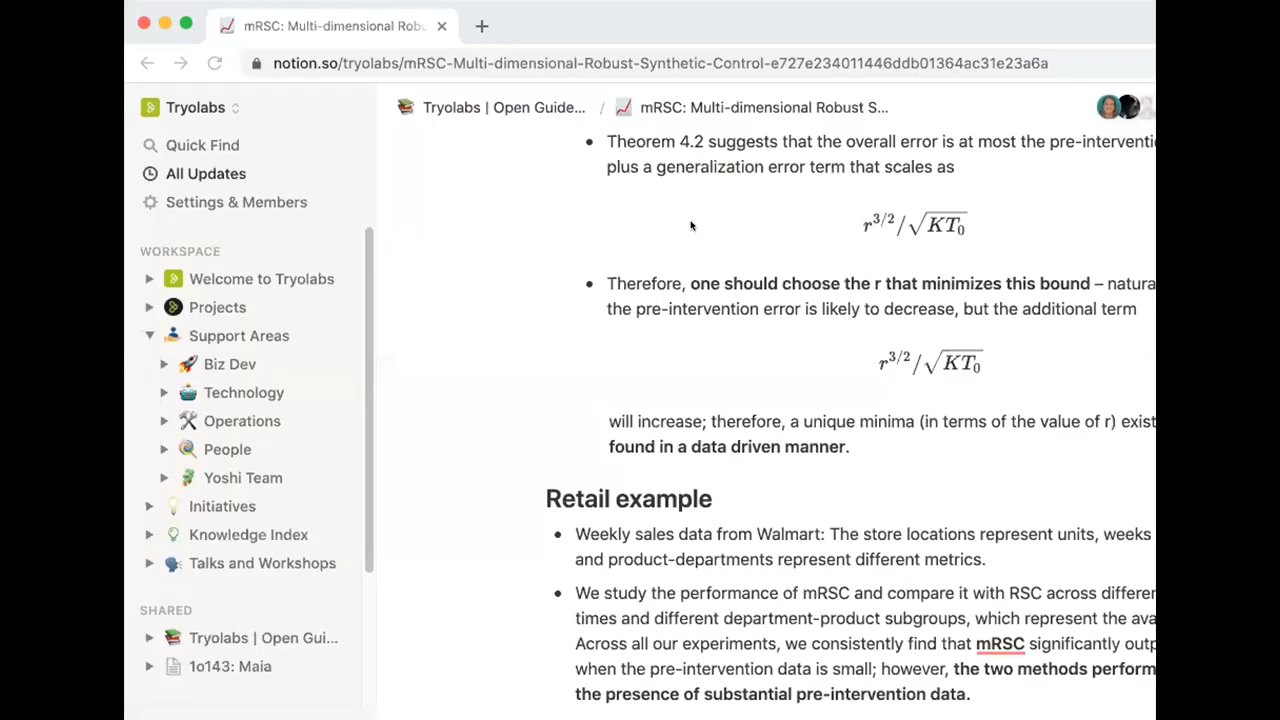 mRSC: Multi-dimensional Rob
notion.so/tryolabs/mRSC-Multi-dimensional-Robust-Synthetic-Control-e727e234011446ddb01364ac31e23a6a
Tryolabs
Tryolabs | Open Guide... / mRSC: Multi-dimensional Robust S...
Quick Find
All Updates
Settings & Members
WORKSPACE
Welcome to Tryolabs
Projects
Support Areas
Biz Dev
Technology
Operations
People
Yoshi Team
Initiatives
Knowledge Index
Talks and Workshops
SHARED
Tryolabs | Open Gui...
1o143: Maia
• Theorem 4.2 suggests that the overall error is at most the pre-interventi
plus a generalization error term that scales as
r^{3/2}/√(KT₀)
• Therefore, one should choose the r that minimizes this bound – natura
the pre-intervention error is likely to decrease, but the additional term
r^{3/2}/√(KT₀)
will increase; therefore, a unique minima (in terms of the value of r) exist
found in a data driven manner.
Retail example
• Weekly sales data from Walmart: The store locations represent units, weeks
and product-departments represent different metrics.
• We study the performance of mRSC and compare it with RSC across differen
times and different department-product subgroups, which represent the ava
Across all our experiments, we consistently find that mRSC significantly outp
when the pre-intervention data is small; however, the two methods perform
the presence of substantial pre-intervention data.